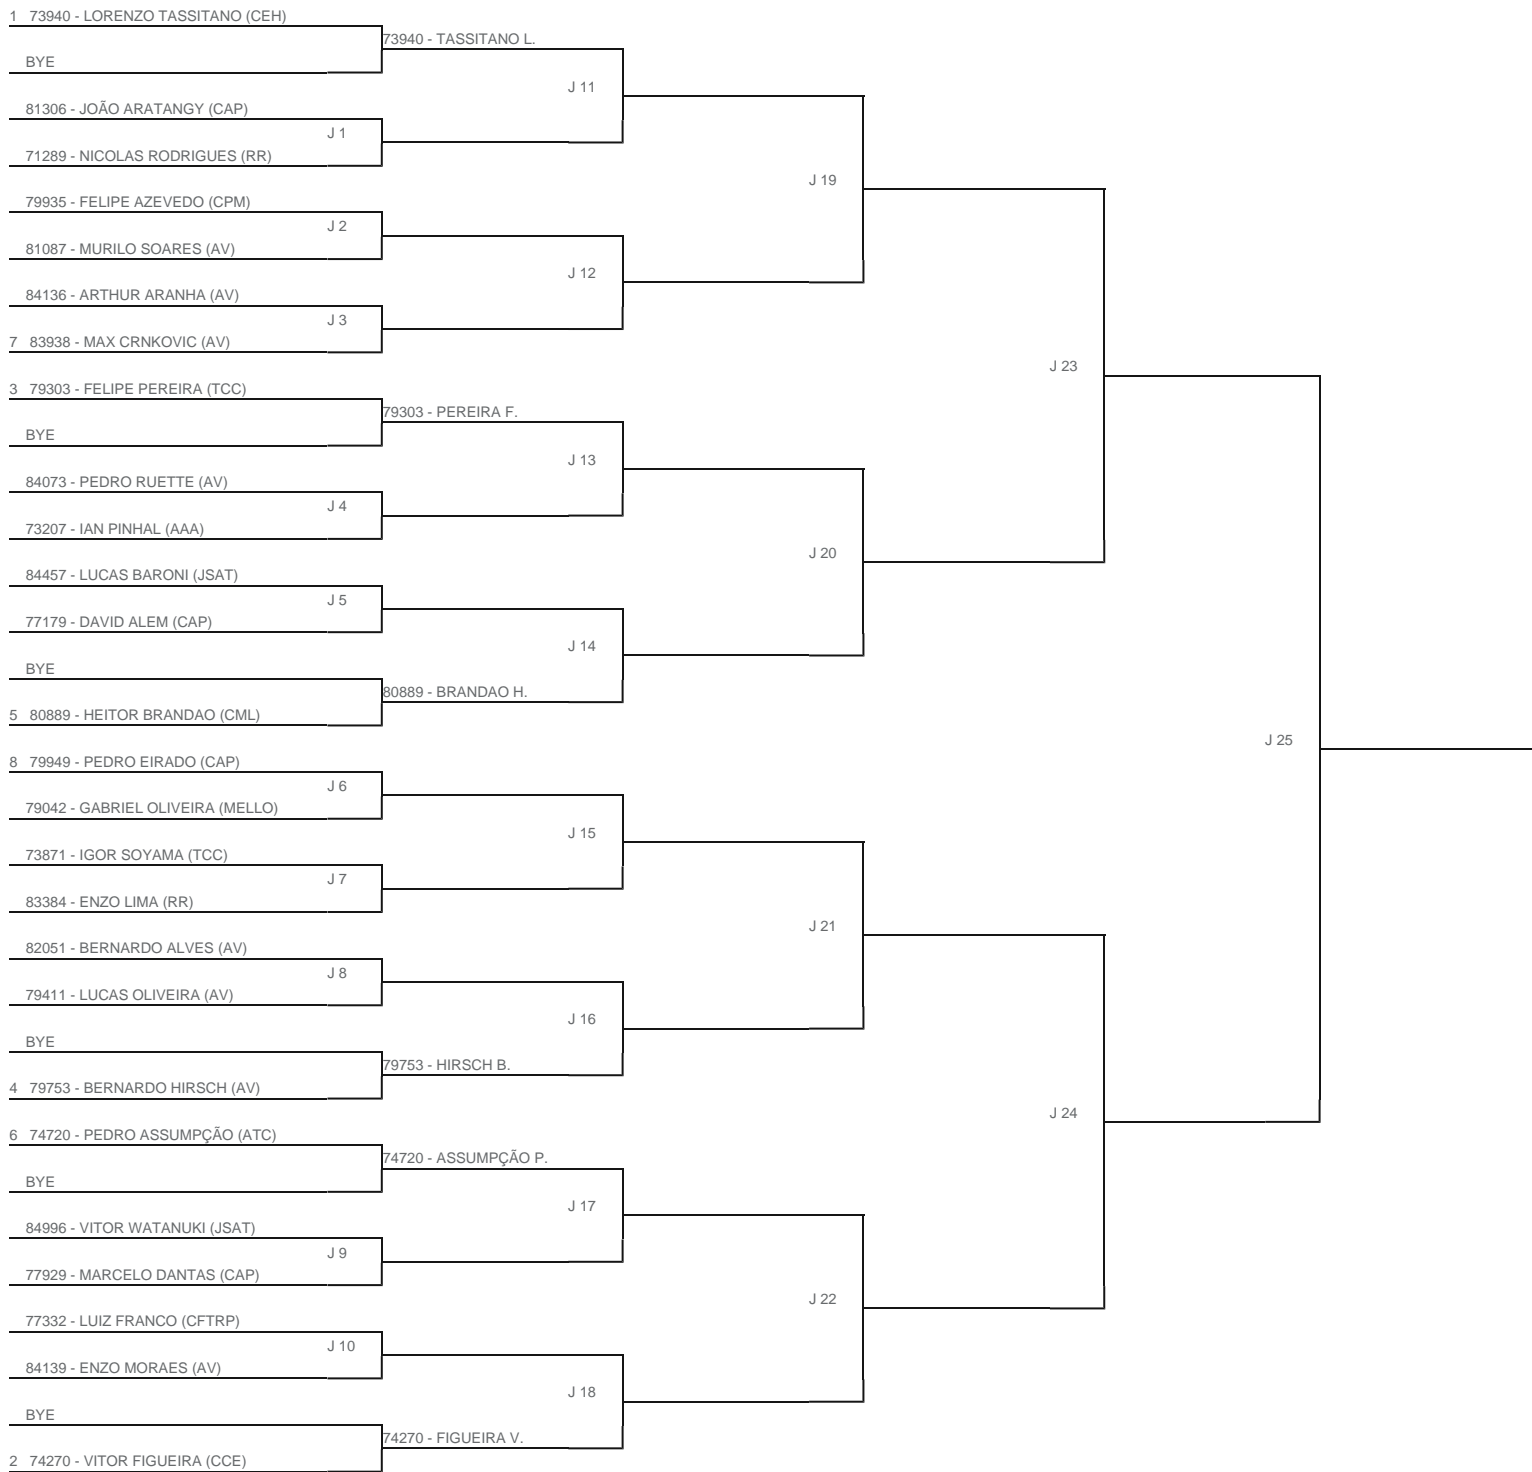 1 73940 - LORENZO TASSITANO (CEH)
73940 - TASSITANO L.
BYE
J 11
81306 - JOÃO ARATANGY (CAP)
J 1
71289 - NICOLAS RODRIGUES (RR)
J 19
79935 - FELIPE AZEVEDO (CPM)
J 2
81087 - MURILO SOARES (AV)
J 12
84136 - ARTHUR ARANHA (AV)
J 3
7 83938 - MAX CRNKOVIC (AV)
J 23
3 79303 - FELIPE PEREIRA (TCC)
79303 - PEREIRA F.
BYE
J 13
84073 - PEDRO RUETTE (AV)
J 4
73207 - IAN PINHAL (AAA)
J 20
84457 - LUCAS BARONI (JSAT)
J 5
77179 - DAVID ALEM (CAP)
J 14
BYE
80889 - BRANDAO H.
5 80889 - HEITOR BRANDAO (CML)
J 25
8 79949 - PEDRO EIRADO (CAP)
J 6
79042 - GABRIEL OLIVEIRA (MELLO)
J 15
73871 - IGOR SOYAMA (TCC)
J 7
83384 - ENZO LIMA (RR)
J 21
82051 - BERNARDO ALVES (AV)
J 8
79411 - LUCAS OLIVEIRA (AV)
J 16
BYE
79753 - HIRSCH B.
4 79753 - BERNARDO HIRSCH (AV)
J 24
6 74720 - PEDRO ASSUMPÇÃO (ATC)
74720 - ASSUMPÇÃO P.
BYE
J 17
84996 - VITOR WATANUKI (JSAT)
J 9
77929 - MARCELO DANTAS (CAP)
J 22
77332 - LUIZ FRANCO (CFTRP)
J 10
84139 - ENZO MORAES (AV)
J 18
BYE
74270 - FIGUEIRA V.
2 74270 - VITOR FIGUEIRA (CCE)